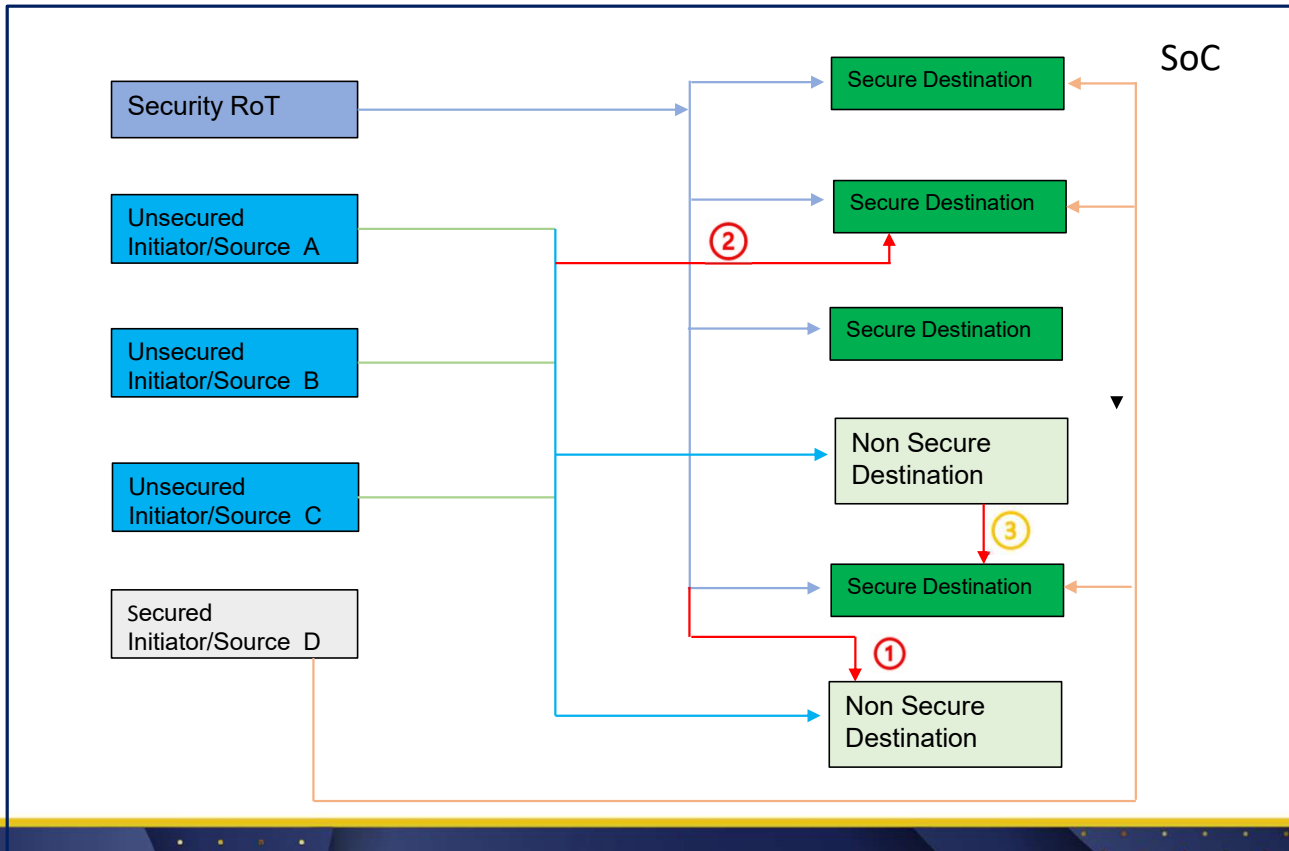 SoC
Security RoT
Secure Destination
Unsecured
Initiator/Source A
Secure Destination
②
Unsecured
Initiator/Source B
Secure Destination
Unsecured
Initiator/Source C
Non Secure
Destination
③
Secured
Initiator/Source D
Secure Destination
①
Non Secure
Destination